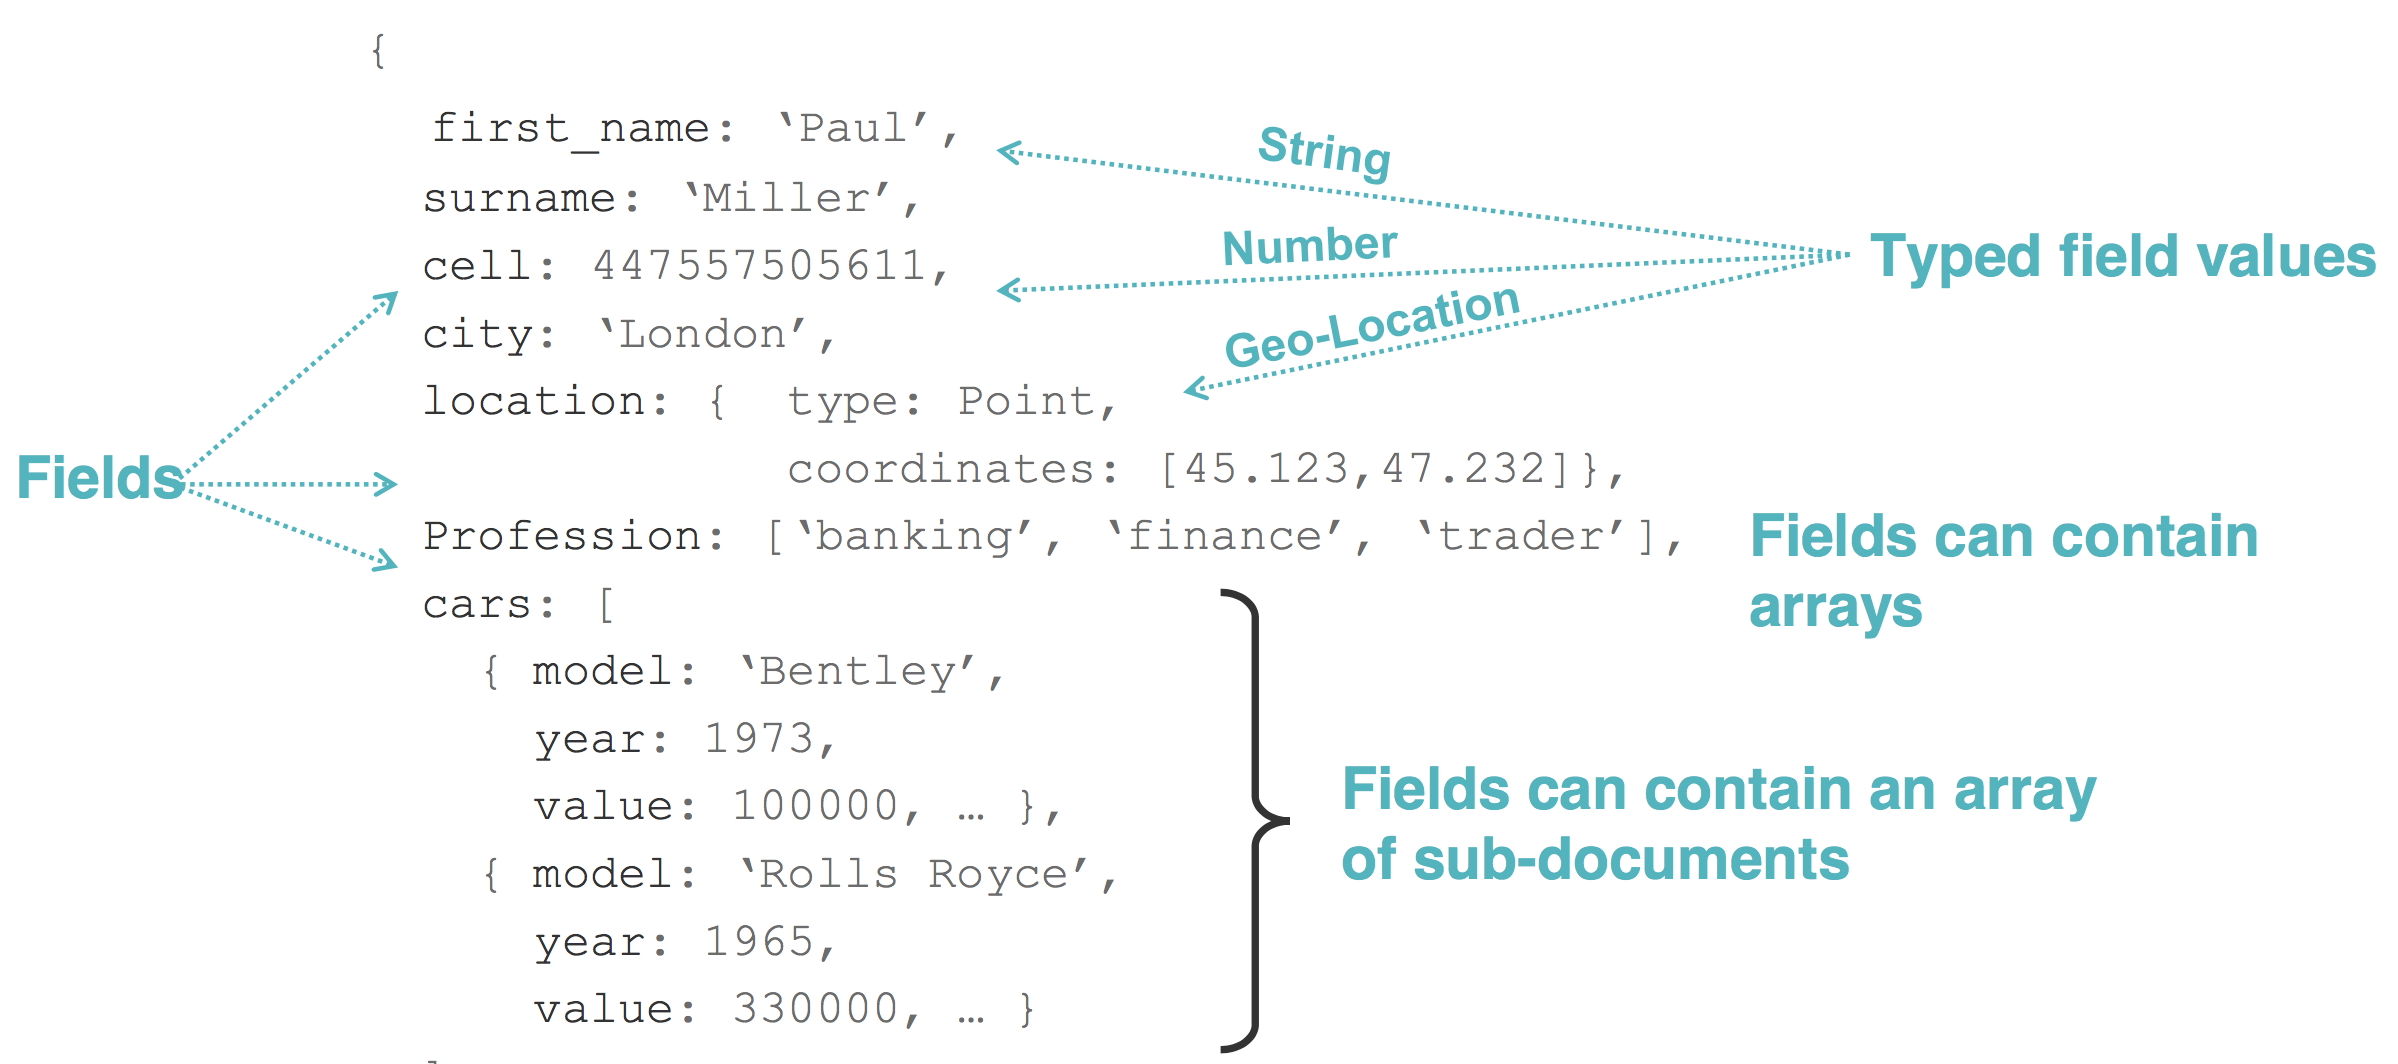 {
first_name: ‘Paul’,
String
surname: ‘Miller’,
Number
Typed field values
cell: 447557505611,
city: ‘London’,
Geo-Location
location: {  type: Point,
Fields
coordinates: [45.123,47.232]},
Profession: [‘banking’, ‘finance’, ‘trader’],
Fields can contain
arrays
cars: [
{ model: ‘Bentley’,
year: 1973,
value: 100000, … },
Fields can contain an array
of sub-documents
{ model: ‘Rolls Royce’,
year: 1965,
value: 330000, … }